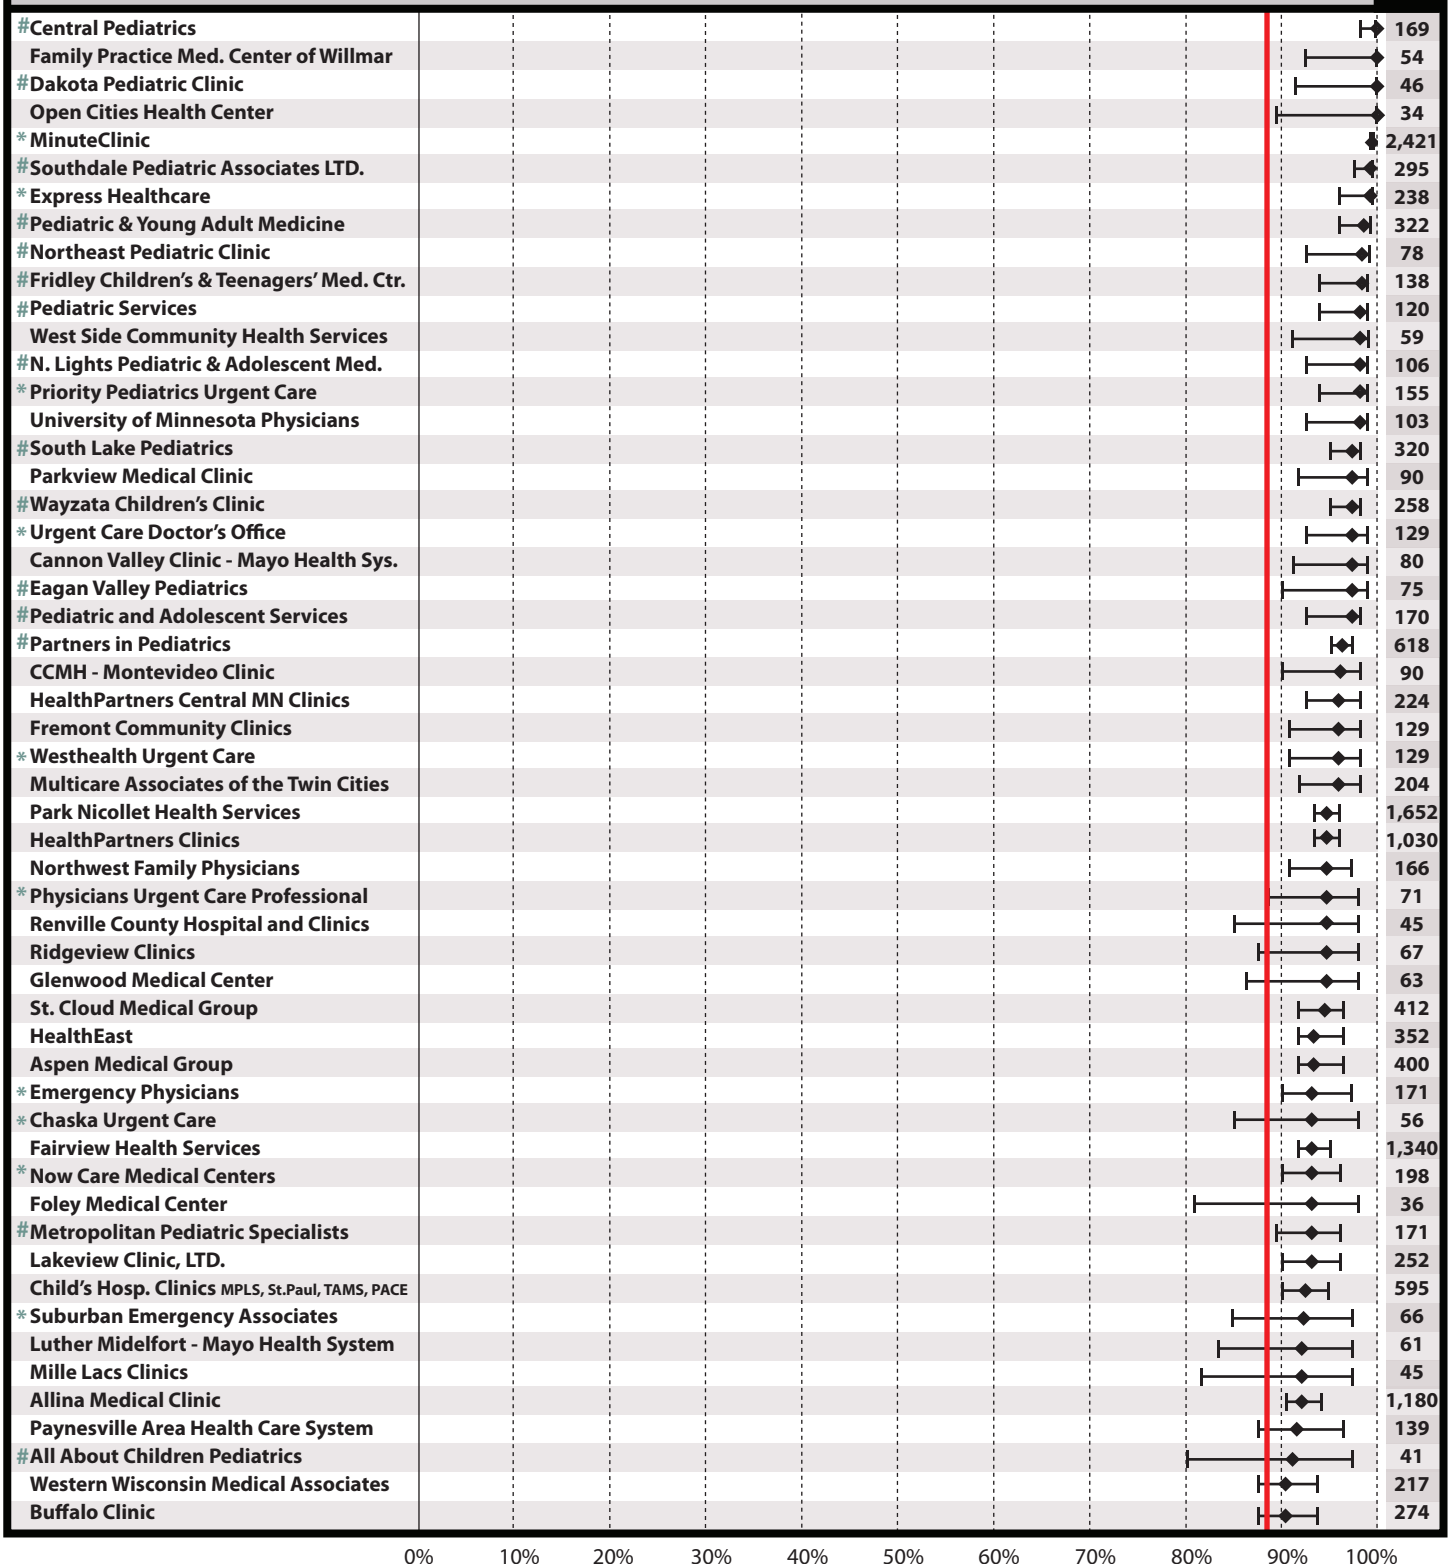 #Central Pediatrics 169
Family Practice Med. Center of Willmar 54
#Dakota Pediatric Clinic 46
Open Cities Health Center 34
* MinuteClinic 2,421
#Southdale Pediatric Associates LTD. 295
* Express Healthcare 238
#Pediatric & Young Adult Medicine 322
#Northeast Pediatric Clinic 78
#Fridley Children’s & Teenagers’ Med. Ctr. 138
#Pediatric Services 120
West Side Community Health Services 59
#N. Lights Pediatric & Adolescent Med. 106
* Priority Pediatrics Urgent Care 155
University of Minnesota Physicians 103
#South Lake Pediatrics 320
Parkview Medical Clinic 90
#Wayzata Children’s Clinic 258
* Urgent Care Doctor’s Office 129
Cannon Valley Clinic - Mayo Health Sys. 80
#Eagan Valley Pediatrics 75
#Pediatric and Adolescent Services 170
#Partners in Pediatrics 618
CCMH - Montevideo Clinic 90
HealthPartners Central MN Clinics 224
Fremont Community Clinics 129
* Westhealth Urgent Care 129
Multicare Associates of the Twin Cities 204
Park Nicollet Health Services 1,652
HealthPartners Clinics 1,030
Northwest Family Physicians 166
* Physicians Urgent Care Professional 71
Renville County Hospital and Clinics 45
Ridgeview Clinics 67
Glenwood Medical Center 63
St. Cloud Medical Group 412
HealthEast 352
Aspen Medical Group 400
* Emergency Physicians 171
* Chaska Urgent Care 56
Fairview Health Services 1,340
* Now Care Medical Centers 198
Foley Medical Center 36
#Metropolitan Pediatric Specialists 171
Lakeview Clinic, LTD. 252
Child’s Hosp. Clinics MPLS, St.Paul, TAMS, PACE 595
* Suburban Emergency Associates 66
Luther Midelfort - Mayo Health System 61
Mille Lacs Clinics 45
Allina Medical Clinic 1,180
Paynesville Area Health Care System 139
#All About Children Pediatrics 41
Western Wisconsin Medical Associates 217
Buffalo Clinic 274
0% 10% 20% 30% 40% 50% 60% 70% 80% 90% 100%